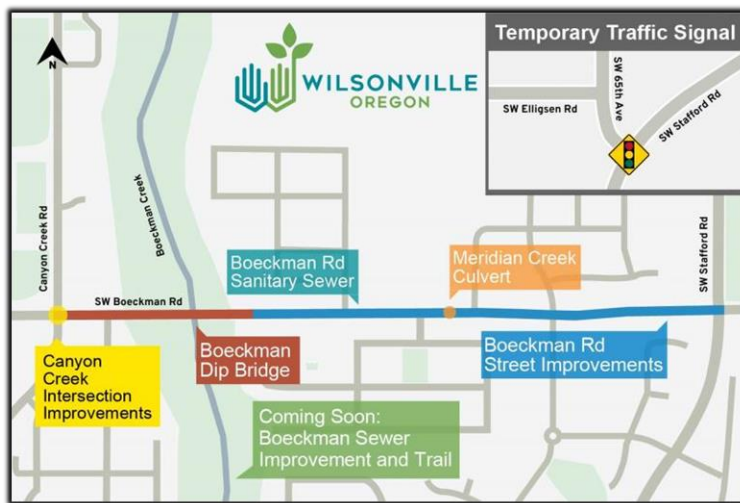 Temporary Traffic Signal
SW 65th Ave
SW Elligsen Rd
SW Stafford Rd
N
WILSONVILLE
OREGON
Canyon Creek Rd
Boeckman Creek
SW Stafford Rd
Boeckman Rd
Sanitary Sewer
Meridian Creek
Culvert
SW Boeckman Rd
Canyon
Creek
Intersection
Improvements
Boeckman
Dip Bridge
Boeckman Rd
Street Improvements
Coming Soon:
Boeckman Sewer
Improvement and Trail